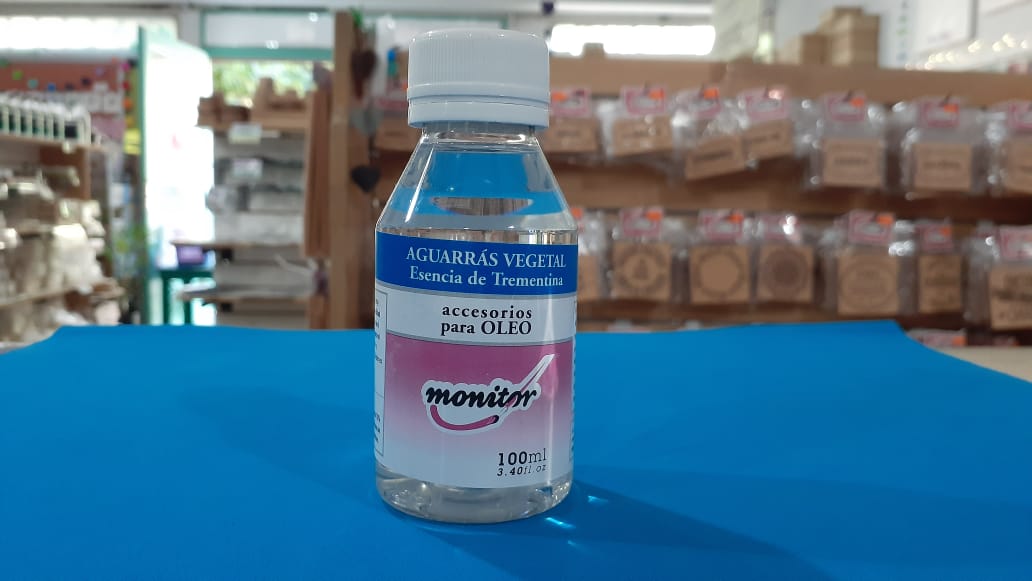 AGUARRÁS VEGETAL
Esencia de Trementina
accesorios
para OLEO
monitor
100ml
3.40fl.oz